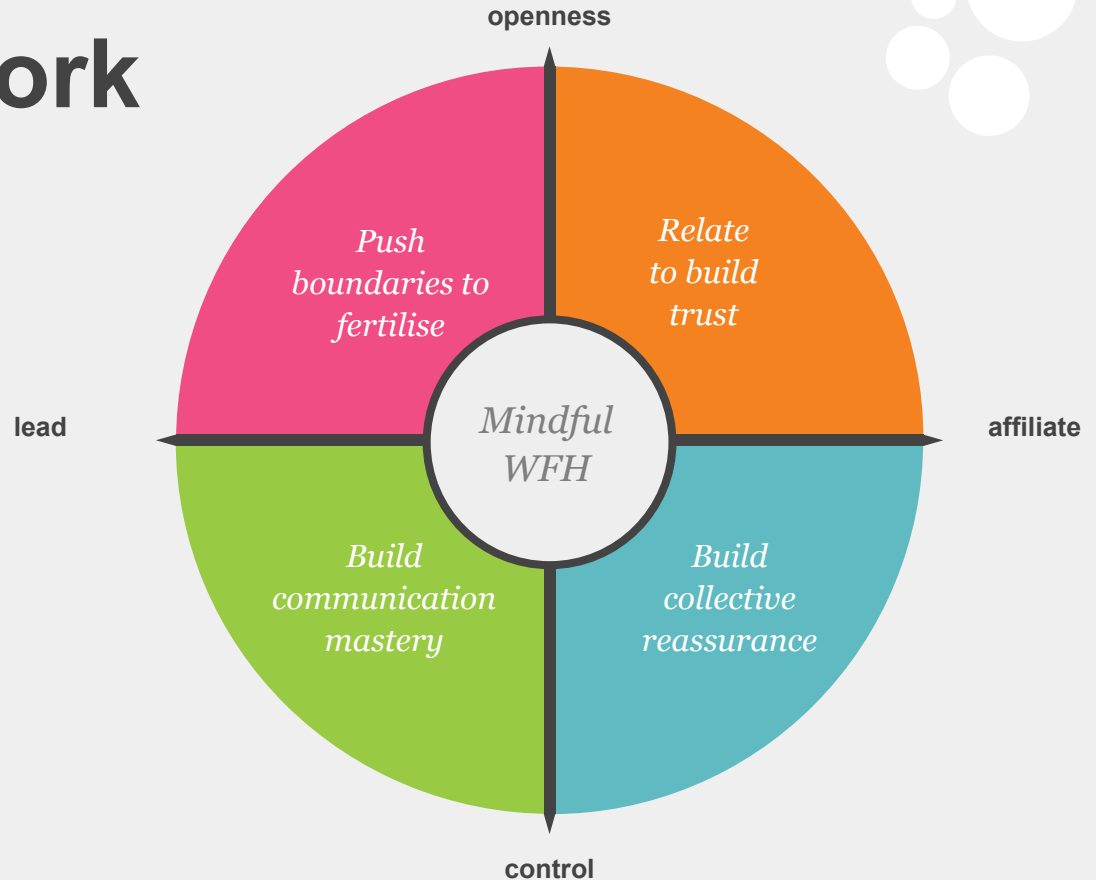 openness
ork
Push
boundaries to
fertilise
Relate
to build
trust
lead
Mindful
WFH
affiliate
Build
communication
mastery
Build
collective
reassurance
control